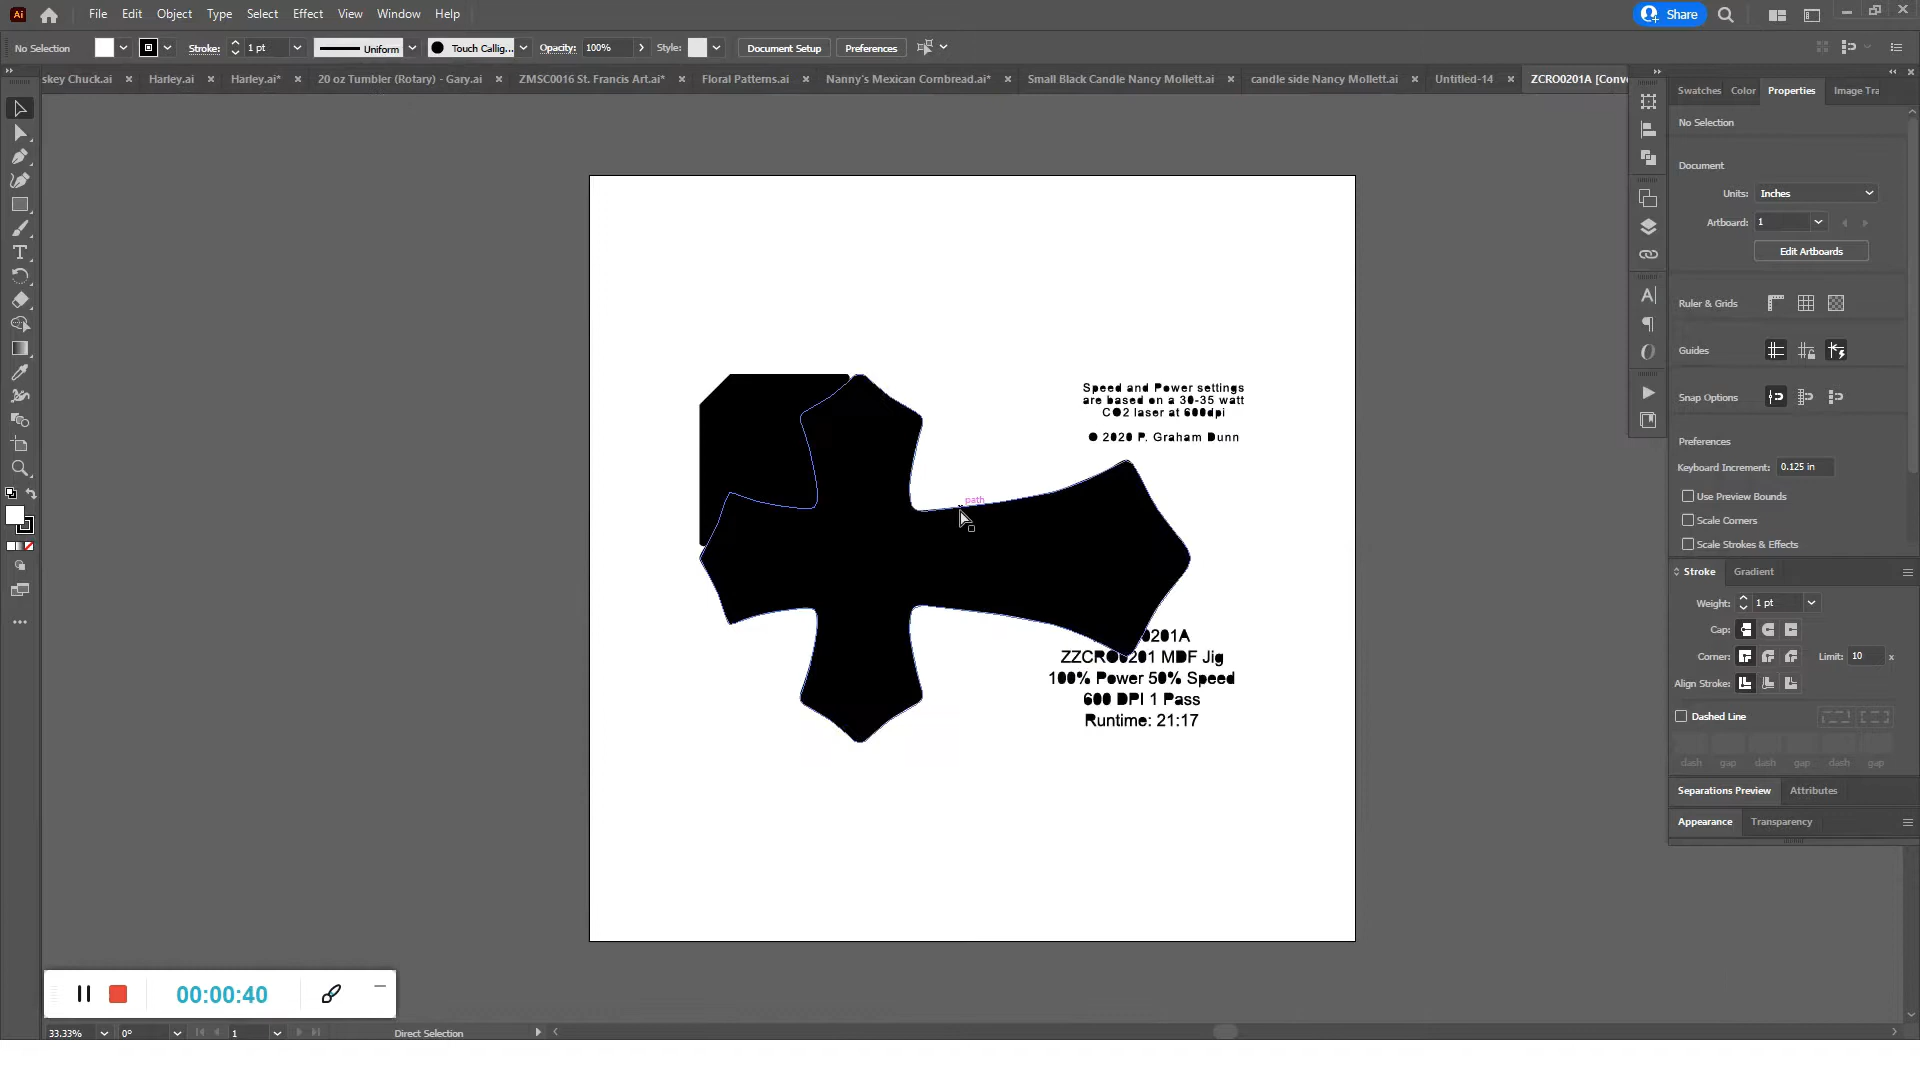 Ai File Edit Object Type Select Effect View Window Help Share
No Selection Stroke: 1 pt Uniform Touch Callig... Opacity: 100% Style: Document Setup Preferences
skey Chuck.ai Harley.ai Harley.ai* 20 oz Tumbler (Rotary) - Gary.ai ZMSC0016 St. Francis Art.ai* Floral Patterns.ai Nanny's Mexican Cornbread.ai* Small Black Candle Nancy Mollett.ai candle side Nancy Mollett.ai Untitled-14 ZCRO0201A [Conve
Swatches Color Properties Image Tra
No Selection
Document
Units: Inches
Artboard: 1
Edit Artboards
Ruler & Grids
Guides
Snap Options
Preferences
Keyboard Increment: 0.125 in
Use Preview Bounds
Scale Corners
Scale Strokes & Effects
Stroke Gradient
Weight: 1 pt
Cap:
Corner: Limit: 10 x
Align Stroke:
Dashed Line
dash gap dash gap dash gap
Separations Preview Attributes
Appearance Transparency
Speed and Power settings
are based on a 30-35 watt
CO2 laser at 600dpi
© 2020 P. Graham Dunn
path
0201A
ZZCRO0201 MDF Jig
100% Power 50% Speed
600 DPI 1 Pass
Runtime: 21:17
00:00:40
33.33% 0° 1 Direct Selection